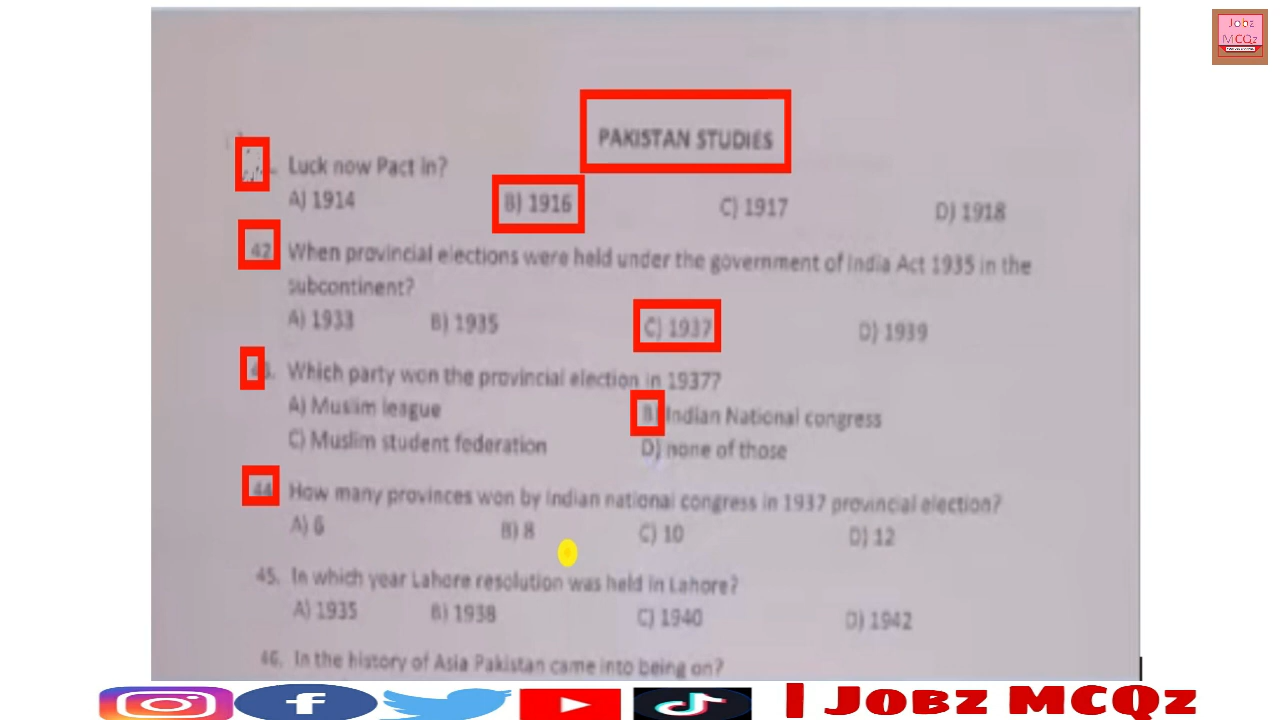 Jobz
MCQz
PAKISTAN STUDIES
Luck now Pact in?
A) 1914 B) 1916 C) 1917 D) 1918
42 When provincial elections were held under the government of India Act 1935 in the
subcontinent?
A) 1933 B) 1935 C) 1937 D) 1939
43. Which party won the provincial election in 1937?
A) Muslim league B) Indian National congress
C) Muslim student federation D) none of those
44 How many provinces won by Indian national congress in 1937 provincial election?
A) 6 B) 8 C) 10 D) 12
45. In which year Lahore resolution was held in Lahore?
A) 1935 B) 1938 C) 1940 D) 1942
46. In the history of Asia Pakistan came into being on?
| Jobz MCQz